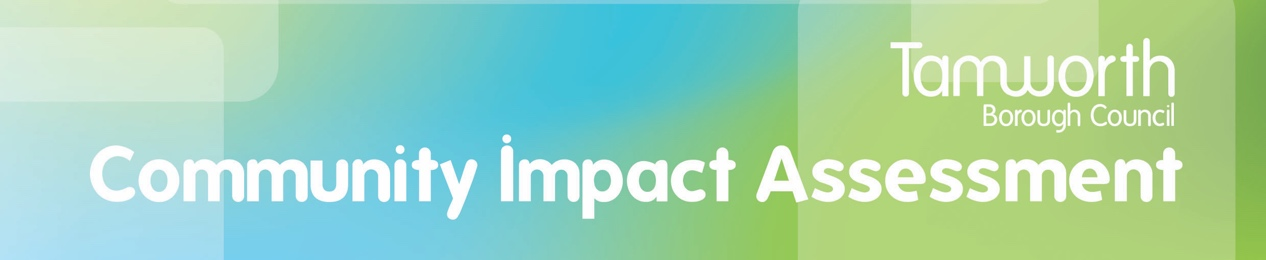 Tamworth
Borough Council
Community Impact Assessment